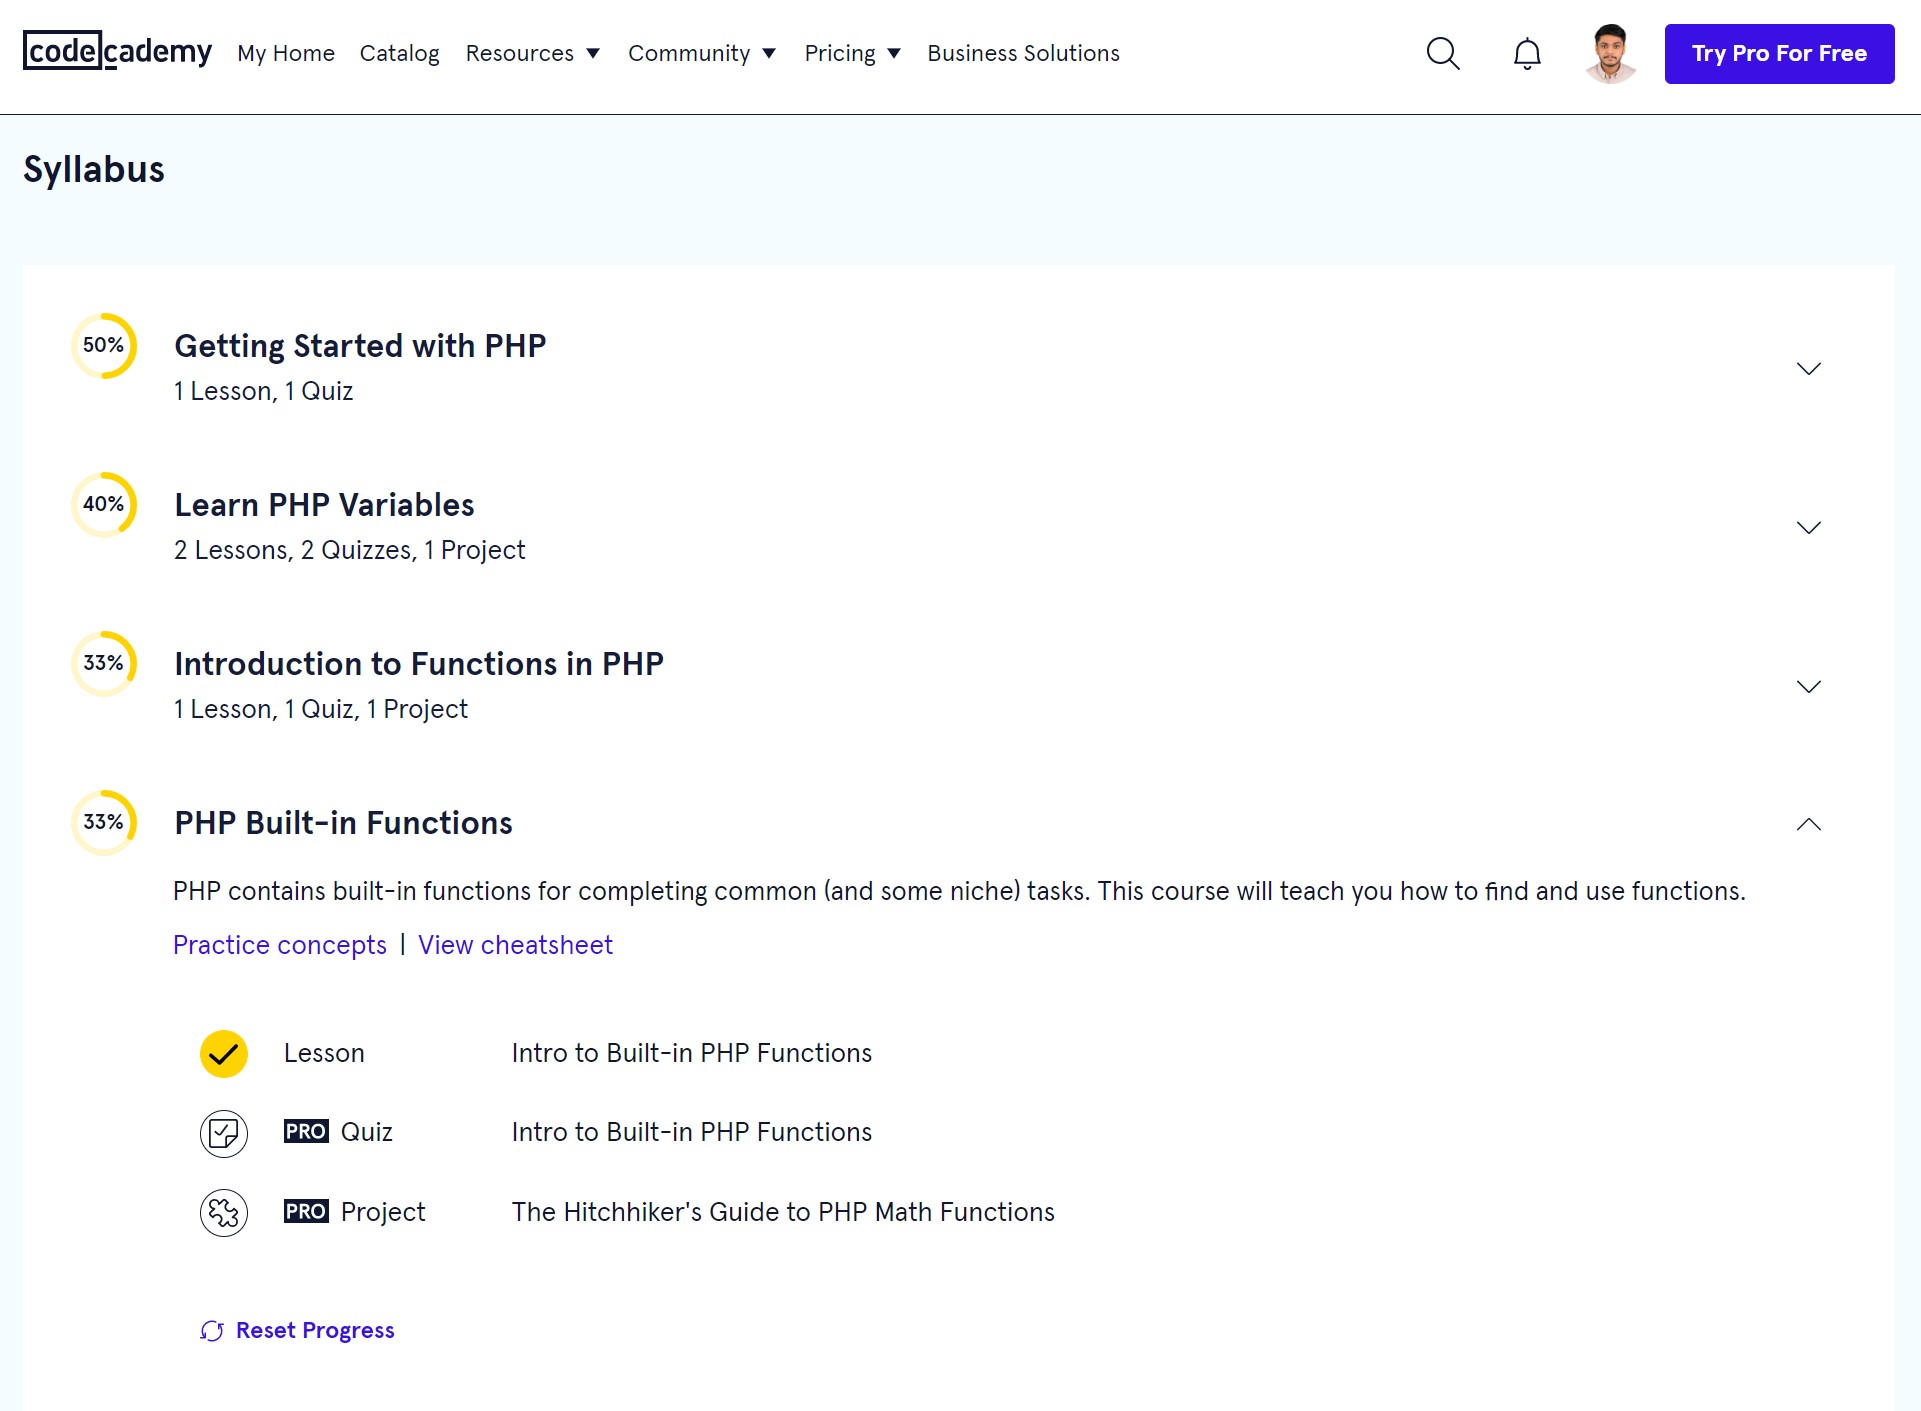 codecademy My Home Catalog Resources Community Pricing Business Solutions Try Pro For Free
Syllabus
50% Getting Started with PHP
1 Lesson, 1 Quiz
40% Learn PHP Variables
2 Lessons, 2 Quizzes, 1 Project
33% Introduction to Functions in PHP
1 Lesson, 1 Quiz, 1 Project
33% PHP Built-in Functions
PHP contains built-in functions for completing common (and some niche) tasks. This course will teach you how to find and use functions.
Practice concepts | View cheatsheet
Lesson Intro to Built-in PHP Functions
PRO Quiz Intro to Built-in PHP Functions
PRO Project The Hitchhiker's Guide to PHP Math Functions
Reset Progress